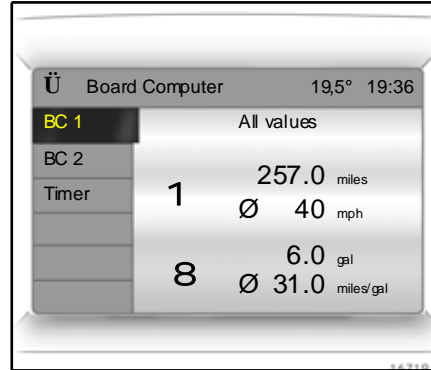 Ü Board Computer 19,5° 19:36
BC 1 All values
BC 2
Timer
1 257.0 miles
Ø 40 mph
8 6.0 gal
Ø 31.0 miles/gal